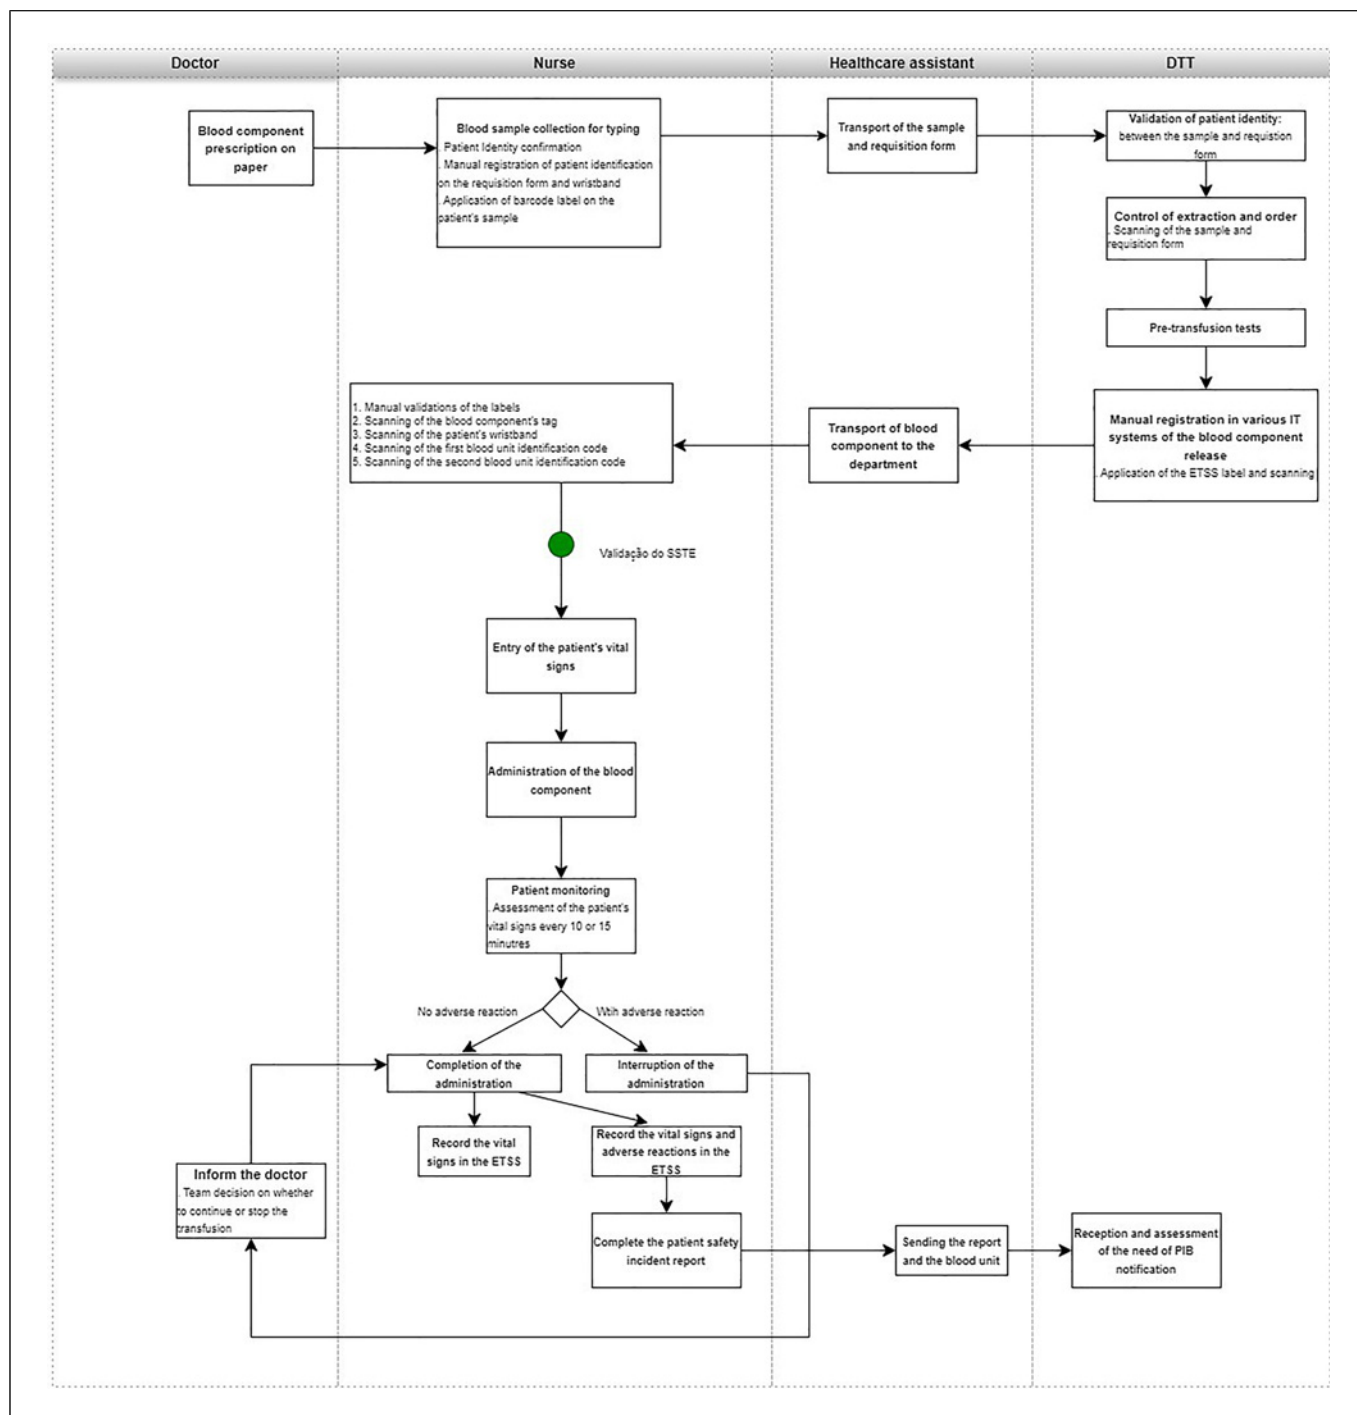 Doctor
Nurse
Healthcare assistant
DTT
Blood component
prescription on
paper
Blood sample collection for typing
. Patient Identity confirmation
. Manual registration of patient identification
on the requisition form and wristband
. Application of barcode label on the
patient's sample
Transport of the sample
and requisition form
Validation of patient identity:
between the sample and requistion
form
Control of extraction and order
. Scanning of the sample and
requisition form
Pre-transfusion tests
Manual registration in various IT
systems of the blood component
release
. Application of the ETSS label and scanning
Transport of blood
component to the
department
1. Manual validations of the labels
2. Scanning of the blood component's tag
3. Scanning of the patient's wristband
4. Scanning of the first blood unit identification code
5. Scanning of the second blood unit identification code
Validação do SSTE
Entry of the patient's vital
signs
Administration of the blood
component
Patient monitoring
. Assessment of the patient's
vital signs every 10 or 15
minutres
No adverse reaction
Wtih adverse reaction
Completion of the
administration
Interruption of the
administration
Record the vital
signs in the ETSS
Record the vital signs and
adverse reactions in the
ETSS
Inform the doctor
. Team decision on whether
to continue or stop the
transfusion
Complete the patient safety
incident report
Sending the report
and the blood unit
Reception and assessment
of the need of PIB
notification